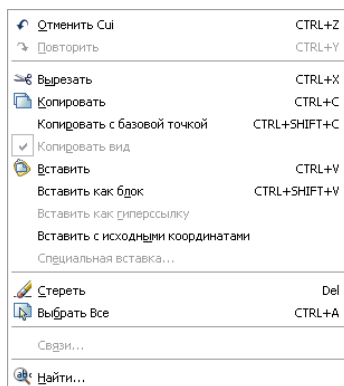 Отменить Cui CTRL+Z
Повторить CTRL+Y
Вырезать CTRL+X
Копировать CTRL+C
Копировать с базовой точкой CTRL+SHIFT+C
Копировать вид
Вставить CTRL+V
Вставить как блок CTRL+SHIFT+V
Вставить как гиперссылку
Вставить с исходными координатами
Специальная вставка...
Стереть Del
Выбрать Все CTRL+A
Связи...
Найти...